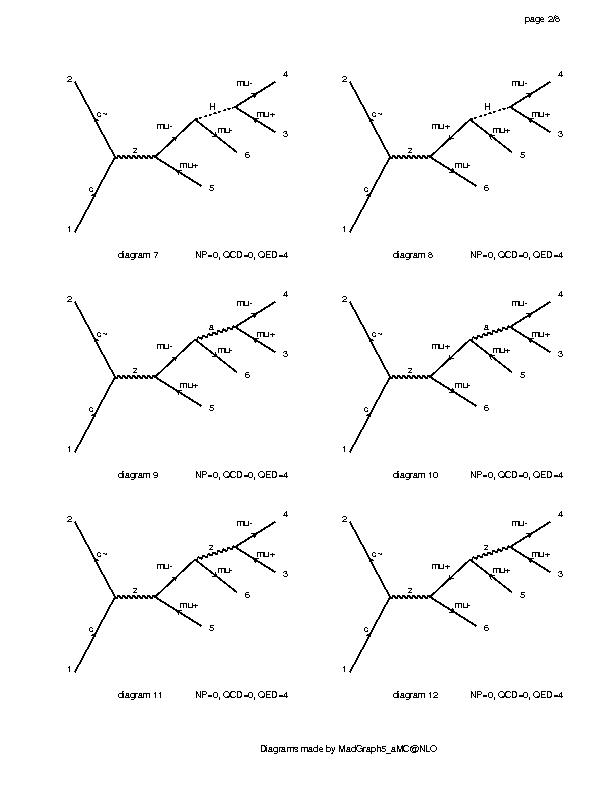 page 2/8
2 c~ c 1 z mu- mu+ 5 H mu- 6 mu- 4 mu+ 3
diagram 7 NP=0, QCD=0, QED=4
2 c~ c 1 z mu+ mu- 6 H mu+ 5 mu- 4 mu+ 3
diagram 8 NP=0, QCD=0, QED=4
2 c~ c 1 z mu- mu+ 5 a mu- 6 mu- 4 mu+ 3
diagram 9 NP=0, QCD=0, QED=4
2 c~ c 1 z mu+ mu- 6 a mu+ 5 mu- 4 mu+ 3
diagram 10 NP=0, QCD=0, QED=4
2 c~ c 1 z mu- mu+ 5 z mu- 6 mu- 4 mu+ 3
diagram 11 NP=0, QCD=0, QED=4
2 c~ c 1 z mu+ mu- 6 z mu+ 5 mu- 4 mu+ 3
diagram 12 NP=0, QCD=0, QED=4
Diagrams made by MadGraph5_aMC@NLO